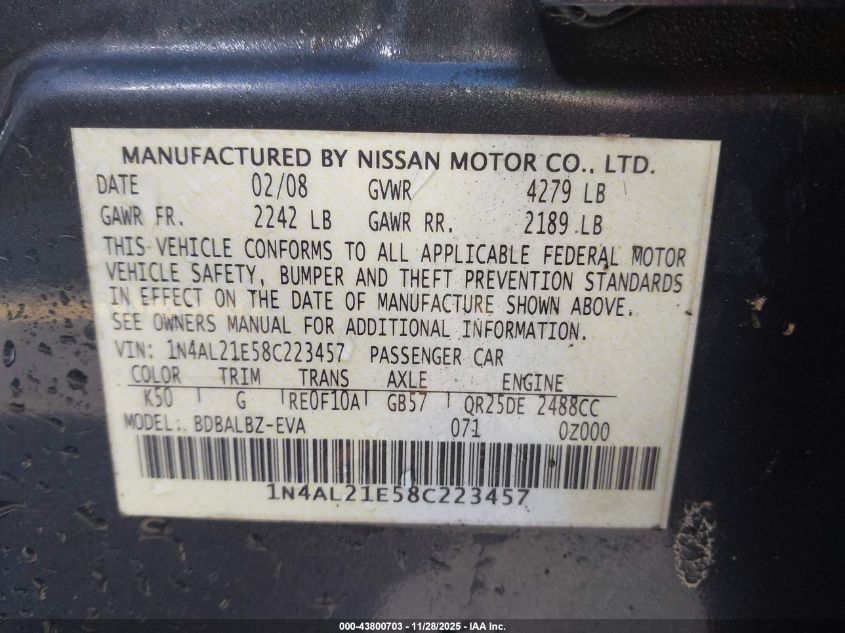 MANUFACTURED BY NISSAN MOTOR CO., LTD.
DATE 02/08 GVWR 4279 LB
GAWR FR. 2242 LB GAWR RR. 2189 LB
THIS VEHICLE CONFORMS TO ALL APPLICABLE FEDERAL MOTOR
VEHICLE SAFETY, BUMPER AND THEFT PREVENTION STANDARDS
IN EFFECT ON THE DATE OF MANUFACTURE SHOWN ABOVE.
SEE OWNERS MANUAL FOR ADDITIONAL INFORMATION.
VIN: 1N4AL21E58C223457 PASSENGER CAR
COLOR TRIM TRANS AXLE ENGINE
K50 G RE0F10A GB57 QR25DE 2488CC
MODEL: BDBALBZ-EVA 071 0Z000
1N4AL21E58C223457
000-43800703 — 11/28/2025 — IAA Inc.